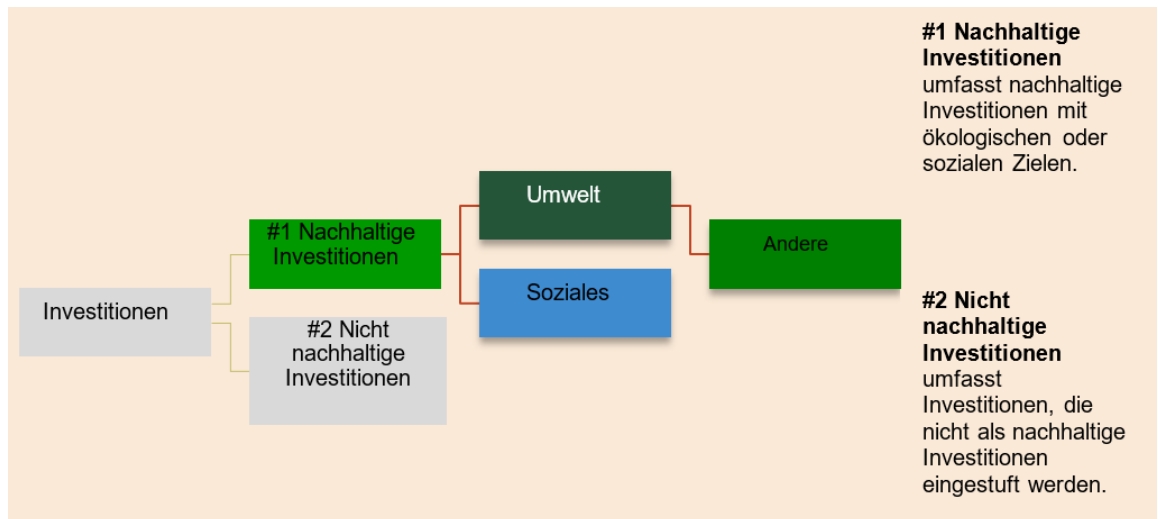 Investitionen
#1 Nachhaltige
Investitionen
#2 Nicht
nachhaltige
Investitionen
Umwelt
Soziales
Andere
#1 Nachhaltige
Investitionen
umfasst nachhaltige
Investitionen mit
ökologischen oder
sozialen Zielen.
#2 Nicht
nachhaltige
Investitionen
umfasst
Investitionen, die
nicht als nachhaltige
Investitionen
eingestuft werden.